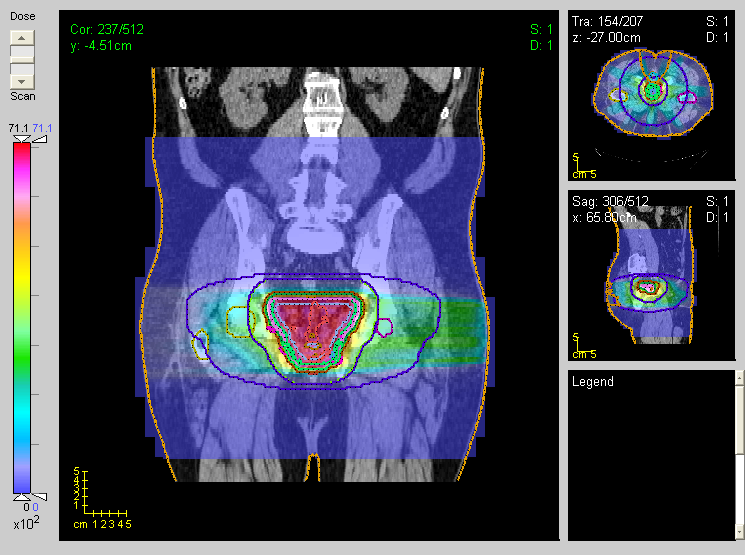 Dose
Scan
71.1 71.1
0 0
x10²
Cor: 237/512
y: -4.51cm
S: 1
D: 1
5
4
3
2
1
cm 1 2 3 4 5
Tra: 154/207
z: -27.00cm
S: 1
D: 1
5
cm 5
Sag: 306/512
x: 65.80cm
S: 1
D: 1
5
cm 5
Legend